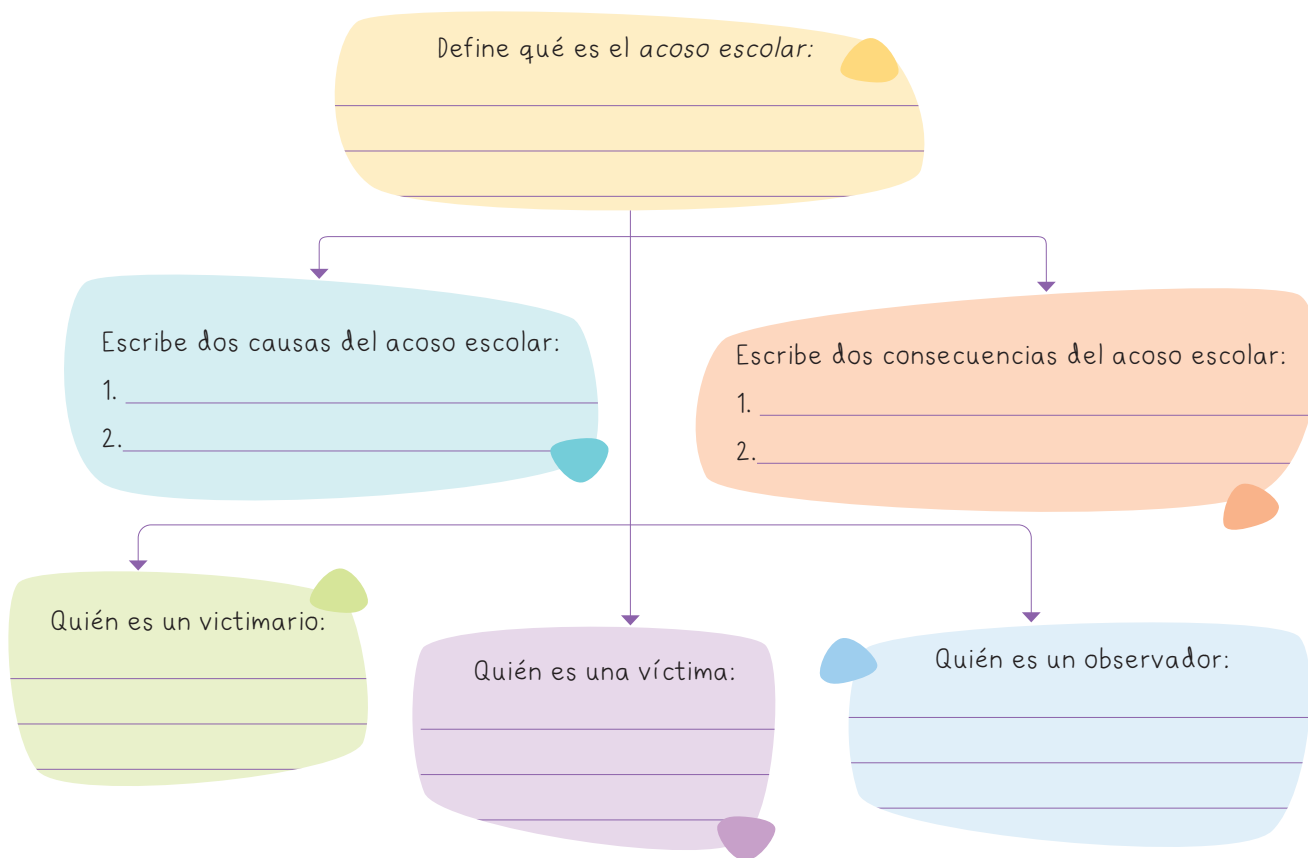 Define qué es el acoso escolar:
Escribe dos causas del acoso escolar:
1.
2.
Escribe dos consecuencias del acoso escolar:
1.
2.
Quién es un victimario:
Quién es una víctima:
Quién es un observador: